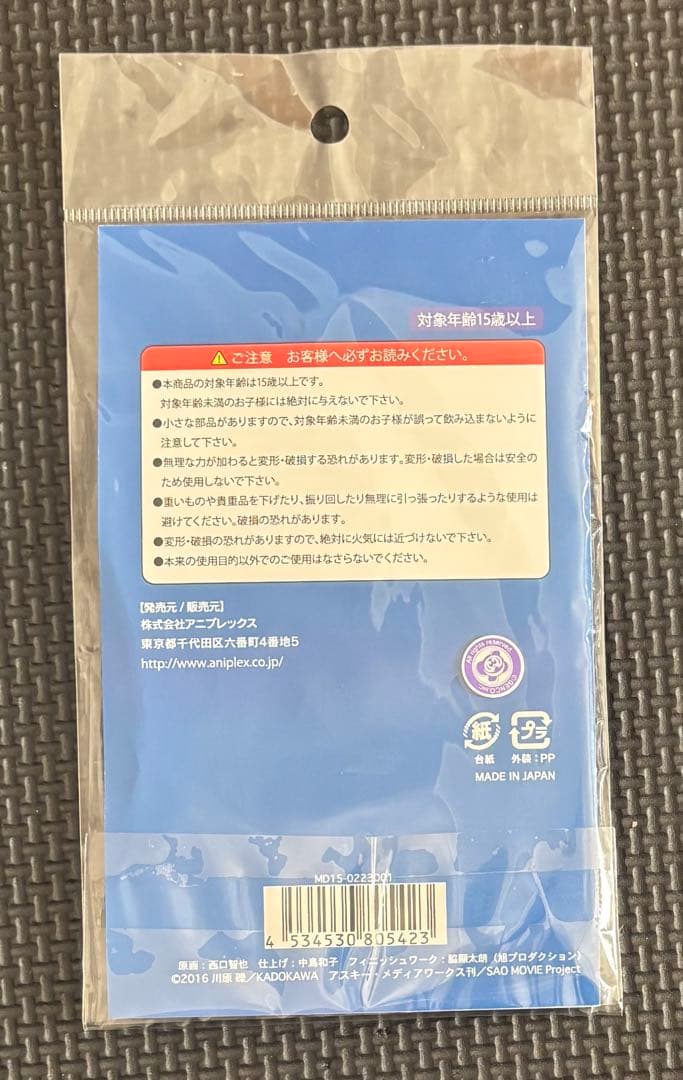 対象年齢15歳以上
ご注意 お客様へ必ずお読みください。
●本商品の対象年齢は15歳以上です。
対象年齢未満のお子様には絶対に与えないで下さい。
●小さな部品がありますので、対象年齢未満のお子様が誤って飲み込まないように
注意して下さい。
●無理な力が加わると変形・破損する恐れがあります。変形・破損した場合は安全の
ため使用しないで下さい。
●重いものや貴重品を下げたり、振り回したり無理に引っ張ったりするような使用は
避けてください。破損の恐れがあります。
●変形・破損の恐れがありますので、絶対に火気には近づけないで下さい。
●本来の使用目的以外でのご使用はなさらないでください。
【発売元/販売元】
株式会社アニプレックス
東京都千代田区六番町4番地5
http://www.aniplex.co.jp/
All rights reserved.
©GENCO,INC.
紙 プラ
台紙 外装:PP
MADE IN JAPAN
MD15-0223001
4 534530 805423
原画:西口智也 仕上げ:中島和子 フィニッシュワーク:脇顯太朗(旭プロダクション)
©2016 川原 礫/KADOKAWA アスキー・メディアワークス刊/SAO MOVIE Project